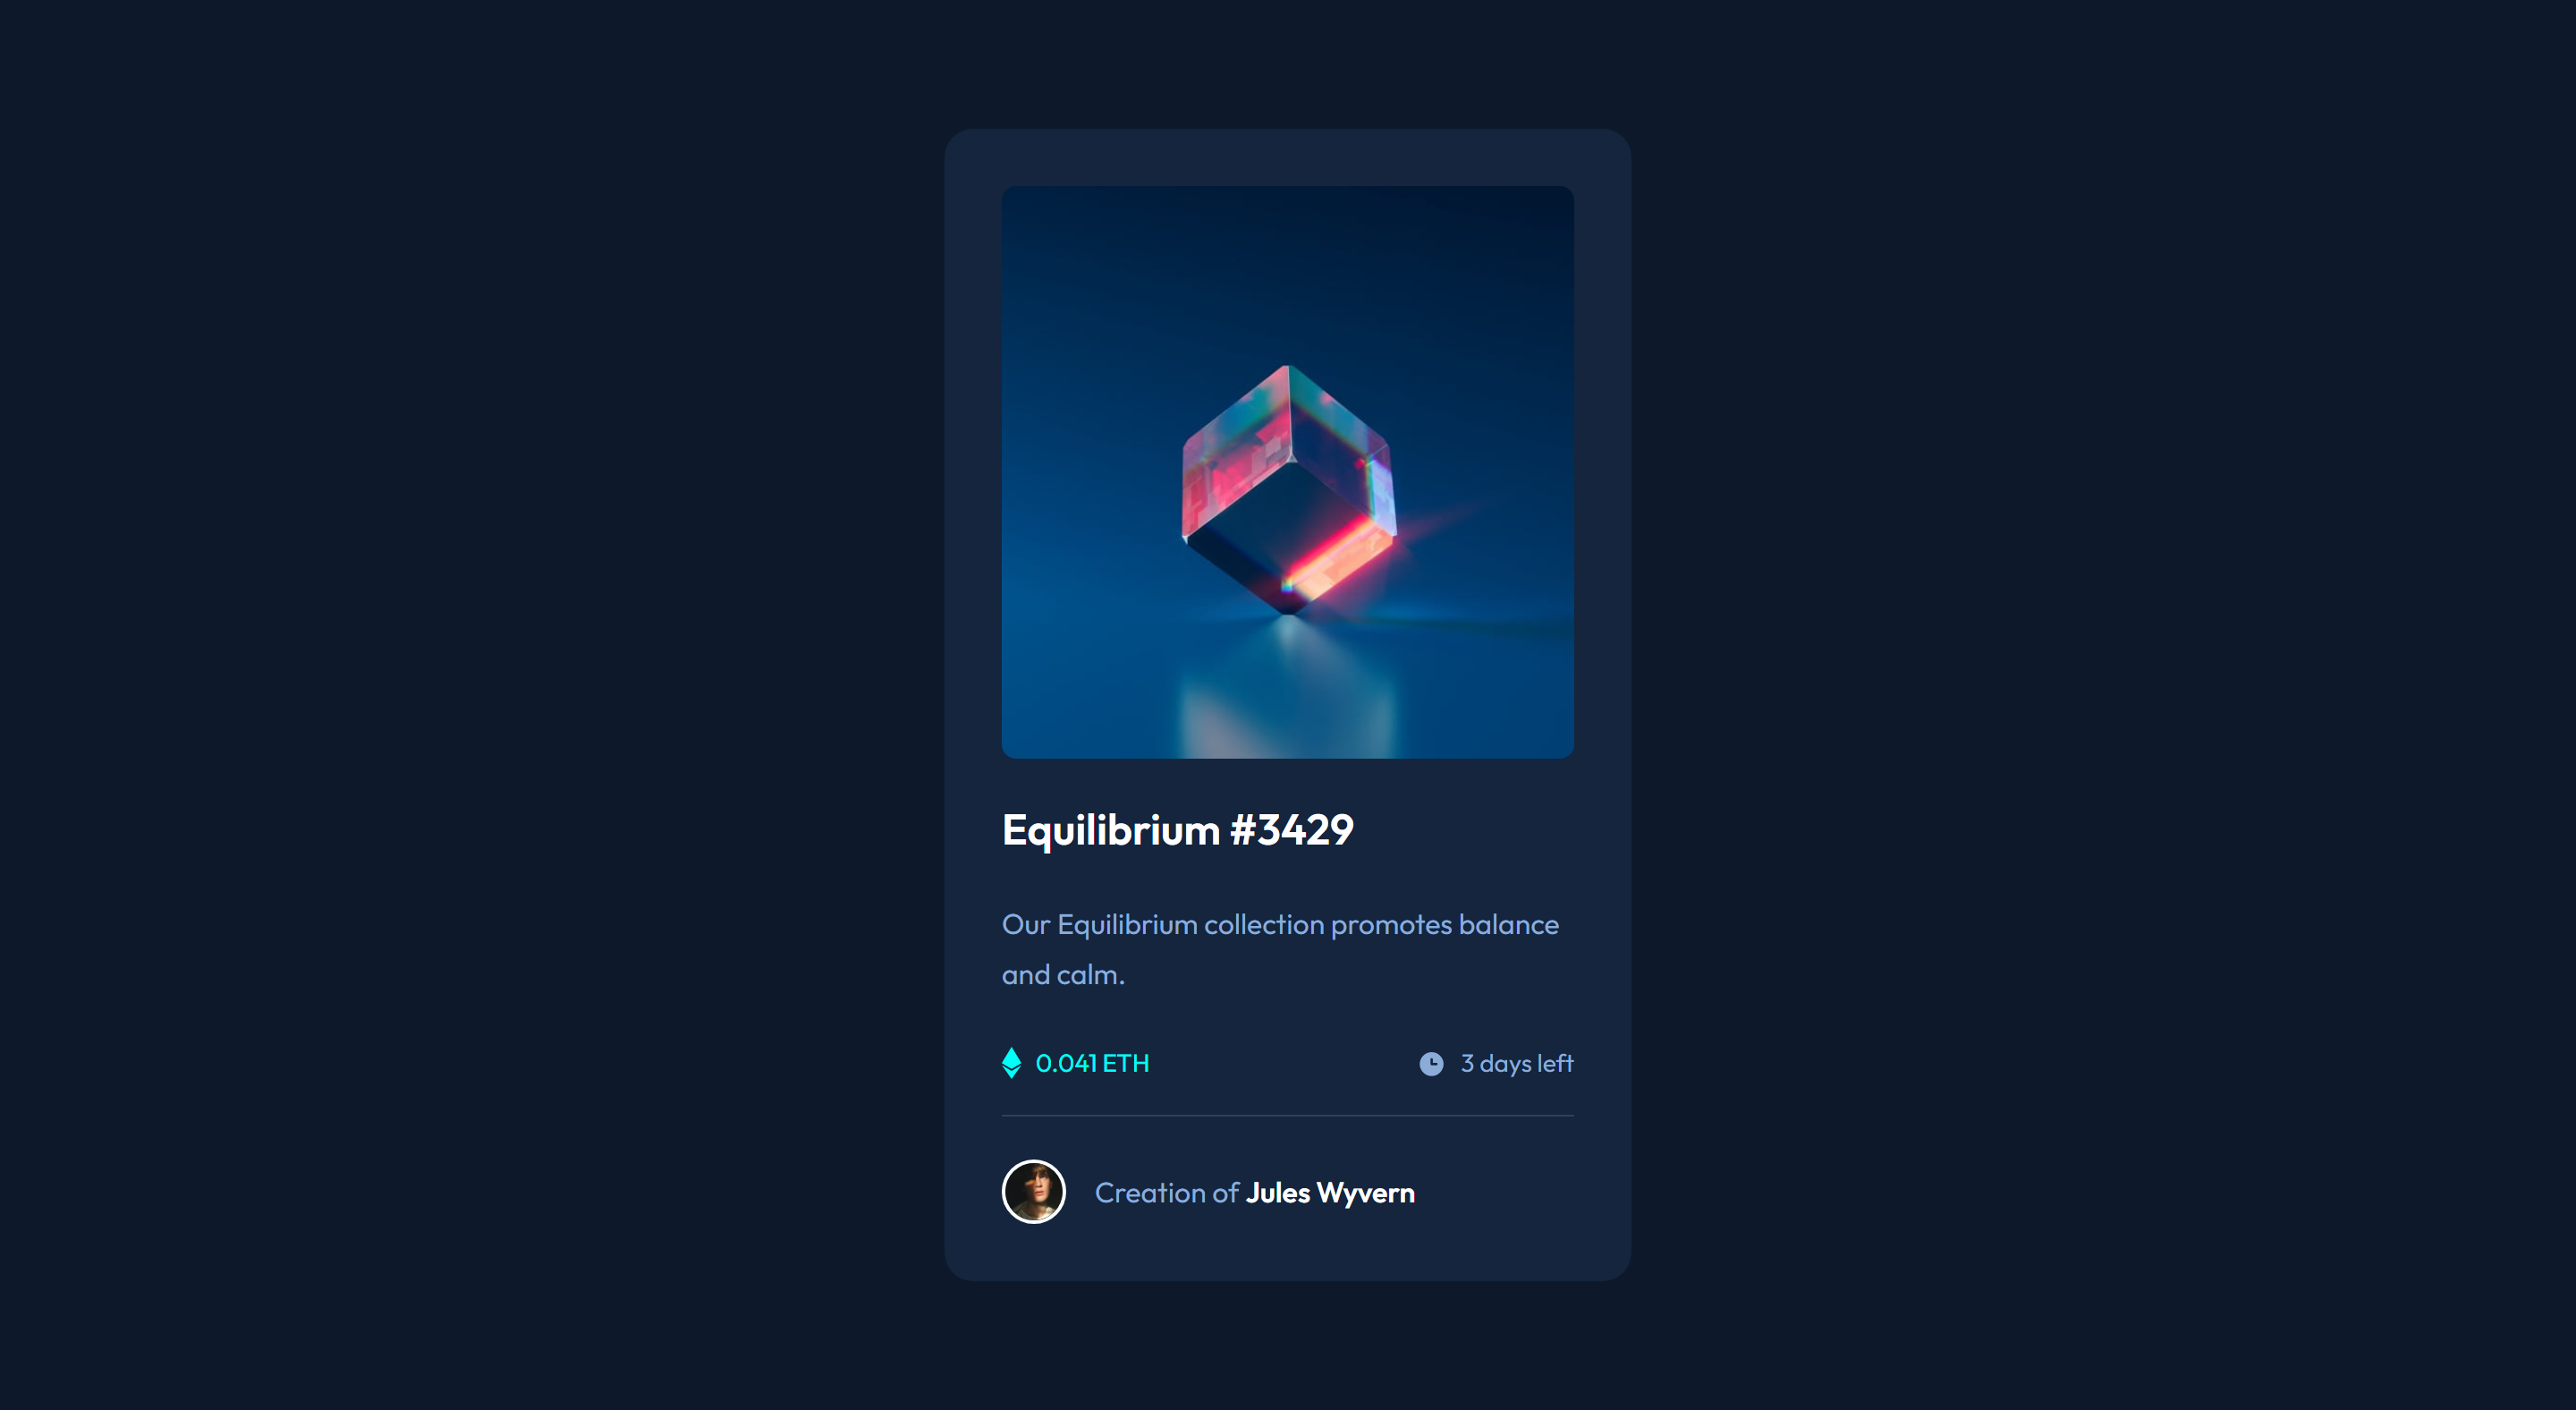 Equilibrium #3429
Our Equilibrium collection promotes balance
and calm.
0.041 ETH
3 days left
Creation of Jules Wyvern